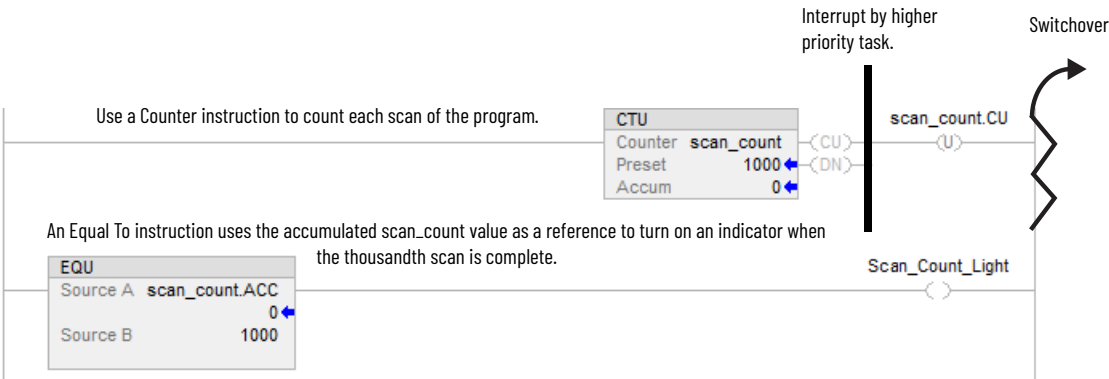 Interrupt by higher
priority task.
Switchover
Use a Counter instruction to count each scan of the program.
CTU
Counter scan_count
Preset 1000
Accum 0
(CU)
(DN)
scan_count.CU
(U)
An Equal To instruction uses the accumulated scan_count value as a reference to turn on an indicator when
the thousandth scan is complete.
EQU
Source A scan_count.ACC
0
Source B 1000
Scan_Count_Light